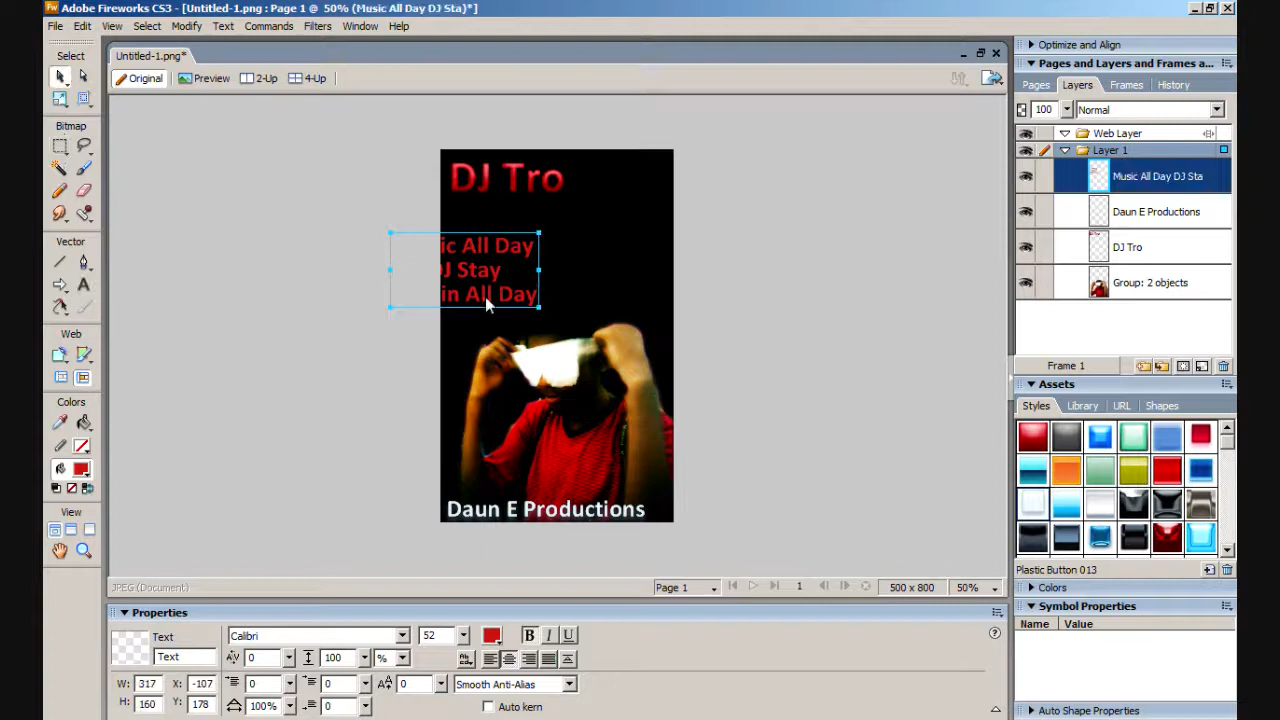 Adobe Fireworks CS3 - [Untitled-1.png : Page 1 @ 50% (Music All Day DJ Sta)*]
File Edit View Select Modify Text Commands Filters Window Help
Select
Bitmap
Vector
Web
Colors
View
Untitled-1.png*
Original Preview 2-Up 4-Up
DJ Tro
ic All Day
DJ Stay
in All Day
Daun E Productions
JPEG (Document) Page 1 1 500 x 800 50%
Properties
Text
Text
Calibri 52 B I U
0 100 %
W: 317 X: -107 0 0 0 Smooth Anti-Alias
H: 160 Y: 178 100% 0 Auto kern
Optimize and Align
Pages and Layers and Frames a...
Pages Layers Frames History
100 Normal
Web Layer
Layer 1
Music All Day DJ Sta
Daun E Productions
DJ Tro
Group: 2 objects
Frame 1
Assets
Styles Library URL Shapes
Plastic Button 013
Colors
Symbol Properties
Name Value
Auto Shape Properties